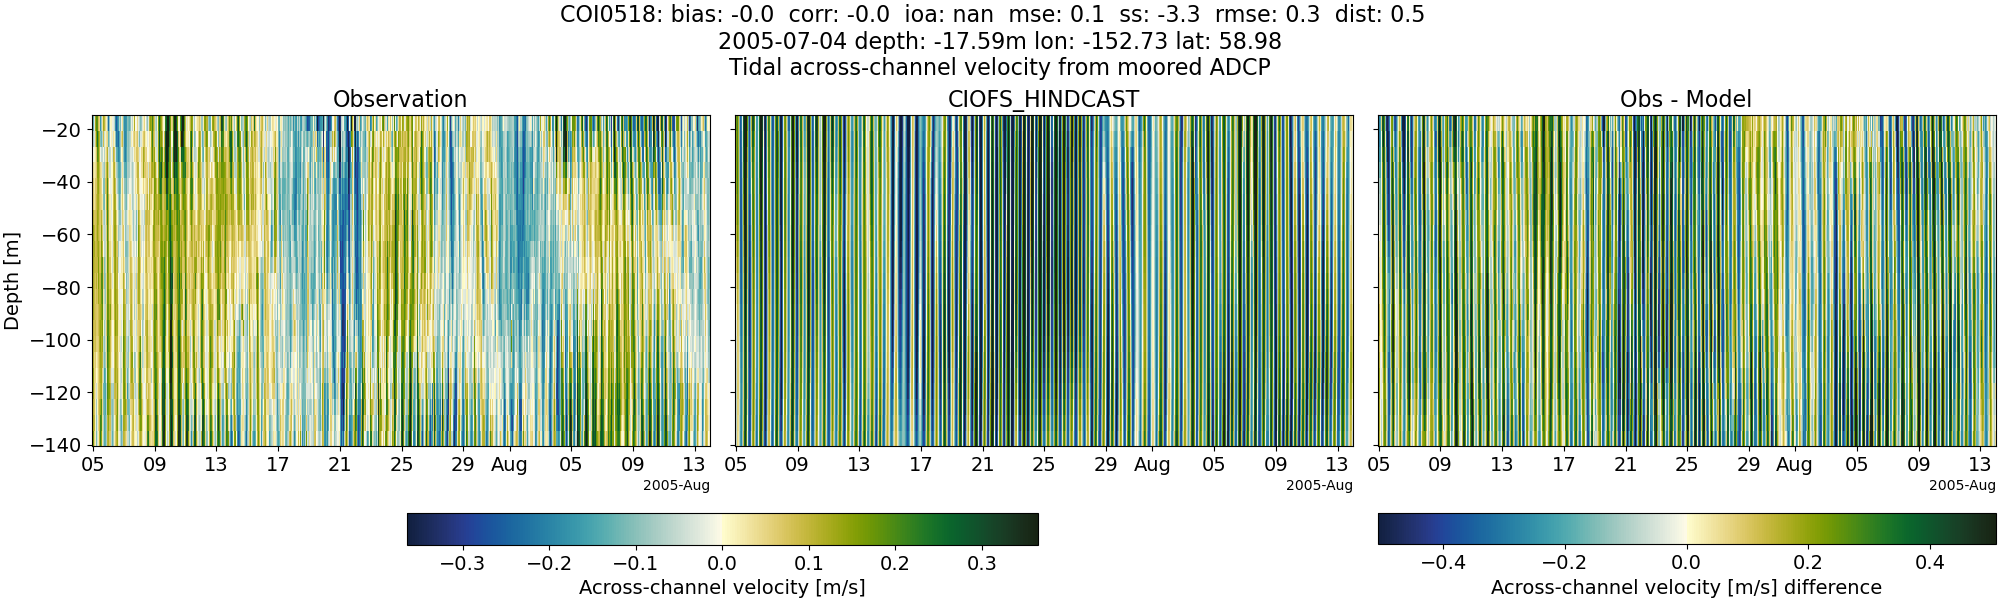 COI0518: bias: -0.0  corr: -0.0  ioa: nan  mse: 0.1  ss: -3.3  rmse: 0.3  dist: 0.5
2005-07-04 depth: -17.59m lon: -152.73 lat: 58.98
Tidal across-channel velocity from moored ADCP
Observation
CIOFS_HINDCAST
Obs - Model
Depth [m]
−20
−40
−60
−80
−100
−120
−140
05 09 13 17 21 25 29 Aug 05 09 13
2005-Aug
05 09 13 17 21 25 29 Aug 05 09 13
2005-Aug
05 09 13 17 21 25 29 Aug 05 09 13
2005-Aug
−0.3 −0.2 −0.1 0.0 0.1 0.2 0.3
Across-channel velocity [m/s]
−0.4 −0.2 0.0 0.2 0.4
Across-channel velocity [m/s] difference